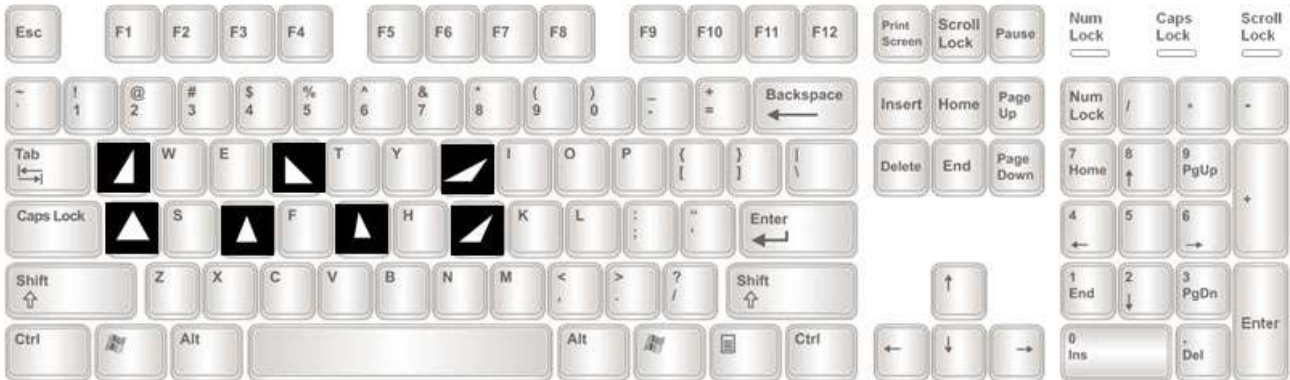 Esc F1 F2 F3 F4 F5 F6 F7 F8 F9 F10 F11 F12 Print Screen Scroll Lock Pause Num Lock Caps Lock Scroll Lock
~ ` ! 1 @ 2 # 3 $ 4 % 5 ^ 6 & 7 * 8 ( 9 ) 0 _ - + = Backspace Insert Home Page Up Num Lock / * -
Tab W E T Y I O P { [ } ] | \ Delete End Page Down 7 Home 8 ↑ 9 PgUp +
Caps Lock S F H K L : ; " ' Enter 4 ← 5 6 →
Shift Z X C V B N M < , > . ? / Shift ↑ 1 End 2 ↓ 3 PgDn Enter
Ctrl Alt Alt Ctrl ← ↓ → 0 Ins . Del